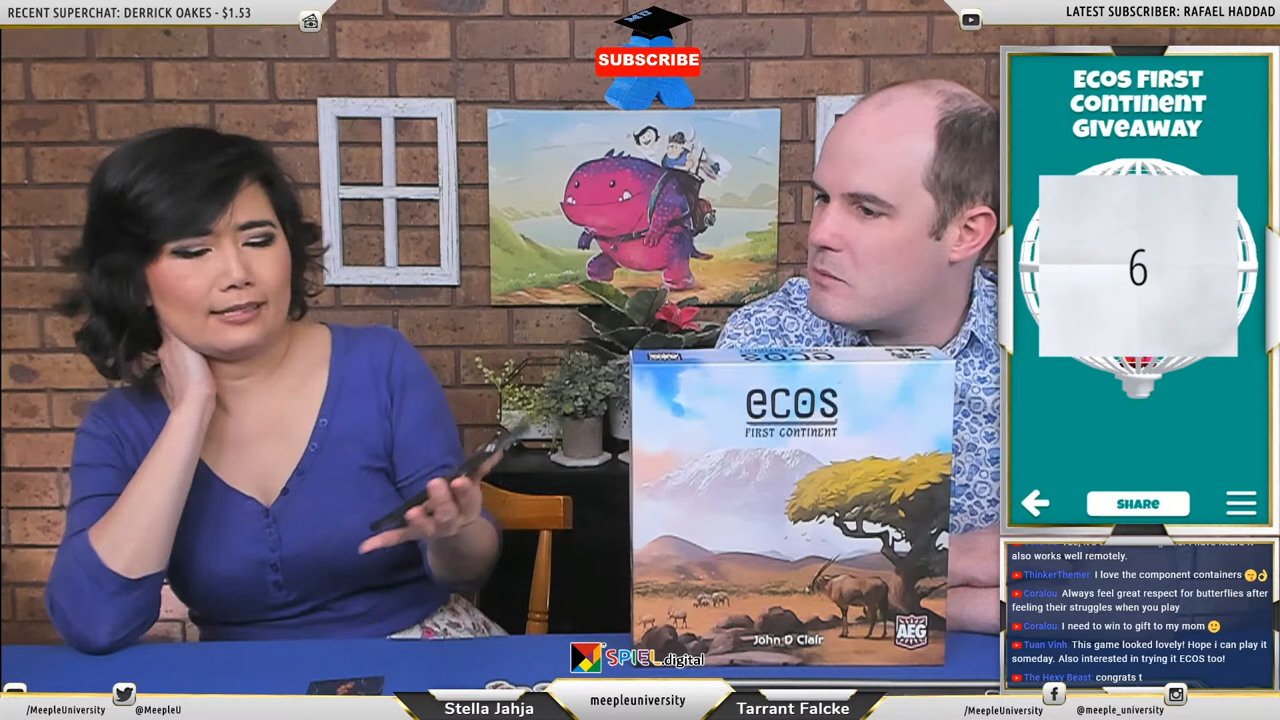 RECENT SUPERCHAT: DERRICK OAKES - $1.53
LATEST SUBSCRIBER: RAFAEL HADDAD
SUBSCRIBE
ECOS FIRST
CONTINENT
GIVEAWAY
6
SHARE
ecos
FIRST CONTINENT
John D Clair
AEG
SPIEL.digital
also works well remotely.
ThinkerThemer I love the component containers
Coralou Always feel great respect for butterflies after
feeling their struggles when you play
Coralou I need to win to gift to my mom
Tuan Vinh This game looked lovely! Hope i can play it
someday. Also interested in trying it ECOS too!
The Hexy Beast congrats t
/MeepleUniversity
@MeepleU
Stella Jahja
meepleuniversity
Tarrant Falcke
/MeepleUniversity
@meeple_university